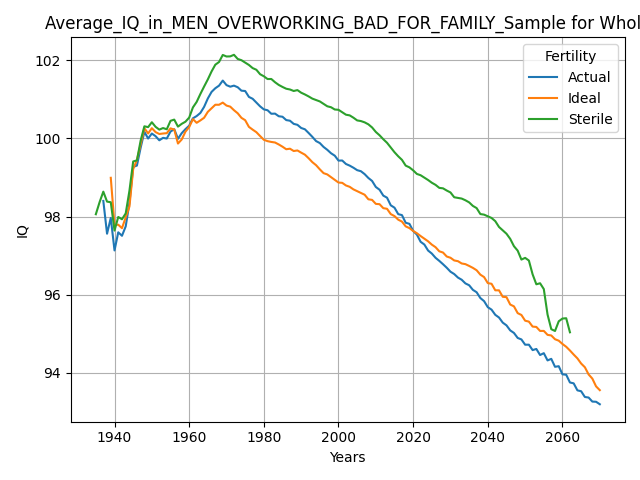 Average_IQ_in_MEN_OVERWORKING_BAD_FOR_FAMILY_Sample for Whol
Fertility
Actual
Ideal
Sterile
IQ
102
100
98
96
94
1940 1960 1980 2000 2020 2040 2060
Years